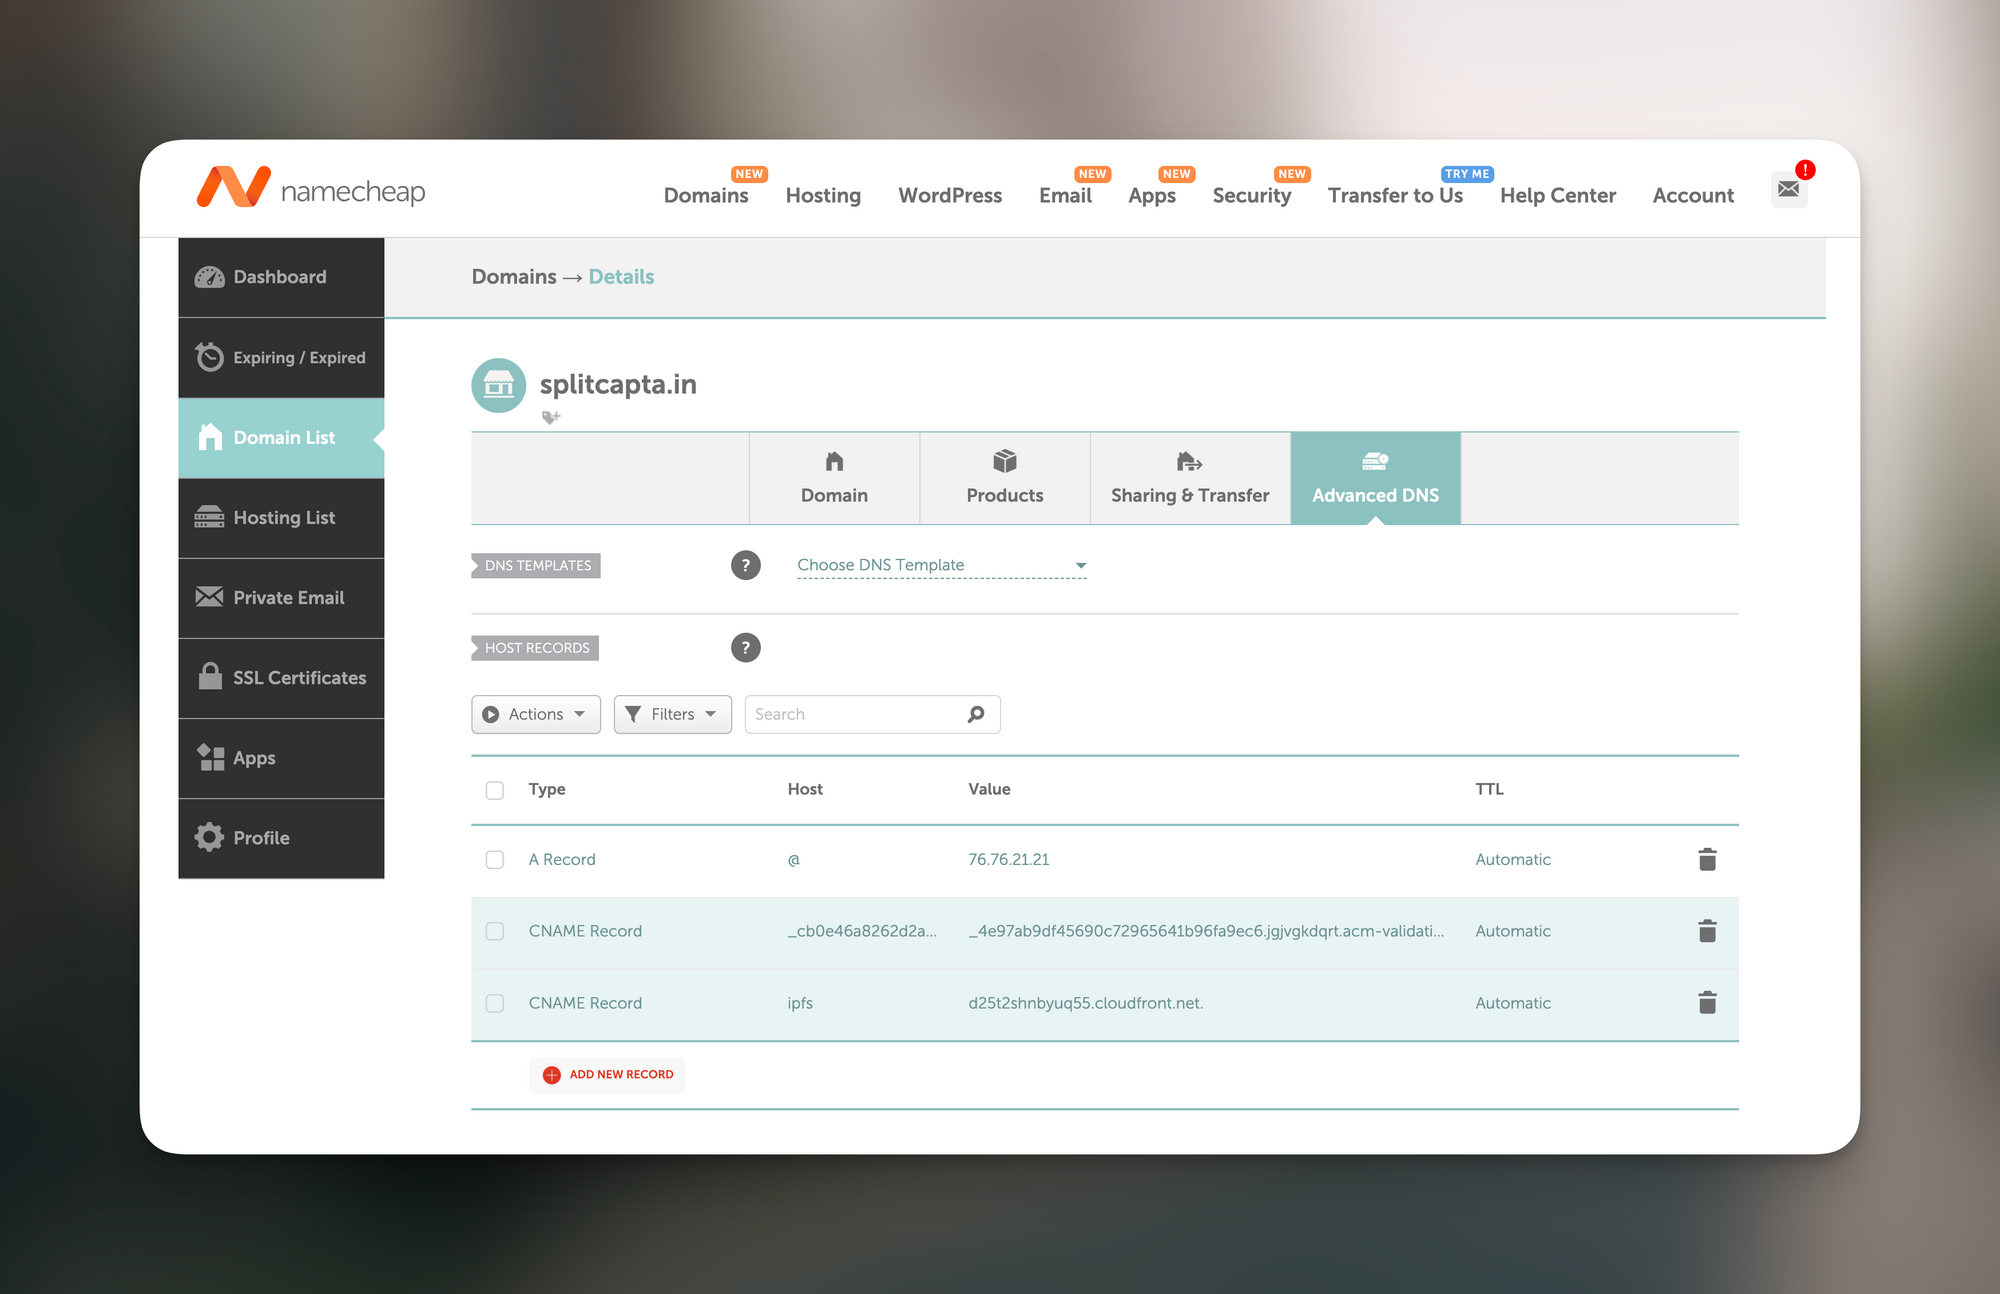 namecheap
NEW NEW NEW NEW TRY ME !
Domains Hosting WordPress Email Apps Security Transfer to Us Help Center Account
Dashboard
Expiring / Expired
Domain List
Hosting List
Private Email
SSL Certificates
Apps
Profile
Domains → Details
splitcapta.in
Domain Products Sharing & Transfer Advanced DNS
DNS TEMPLATES ? Choose DNS Template
HOST RECORDS ?
Actions Filters Search
Type Host Value TTL
A Record @ 76.76.21.21 Automatic
CNAME Record _cb0e46a8262d2a... _4e97ab9df45690c72965641b96fa9ec6.jgjvgkdqrt.acm-validati... Automatic
CNAME Record ipfs d25t2shnbyuq55.cloudfront.net. Automatic
ADD NEW RECORD